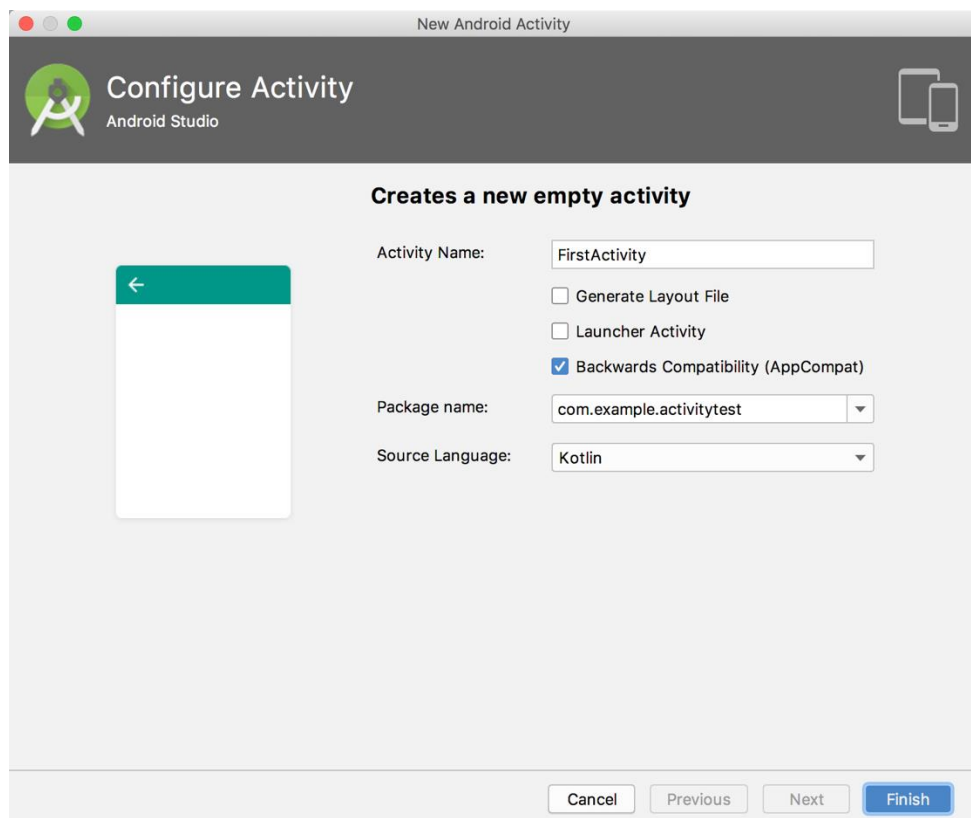 New Android Activity
Configure Activity
Android Studio
Creates a new empty activity
Activity Name: FirstActivity
Generate Layout File
Launcher Activity
Backwards Compatibility (AppCompat)
Package name: com.example.activitytest
Source Language: Kotlin
Cancel Previous Next Finish